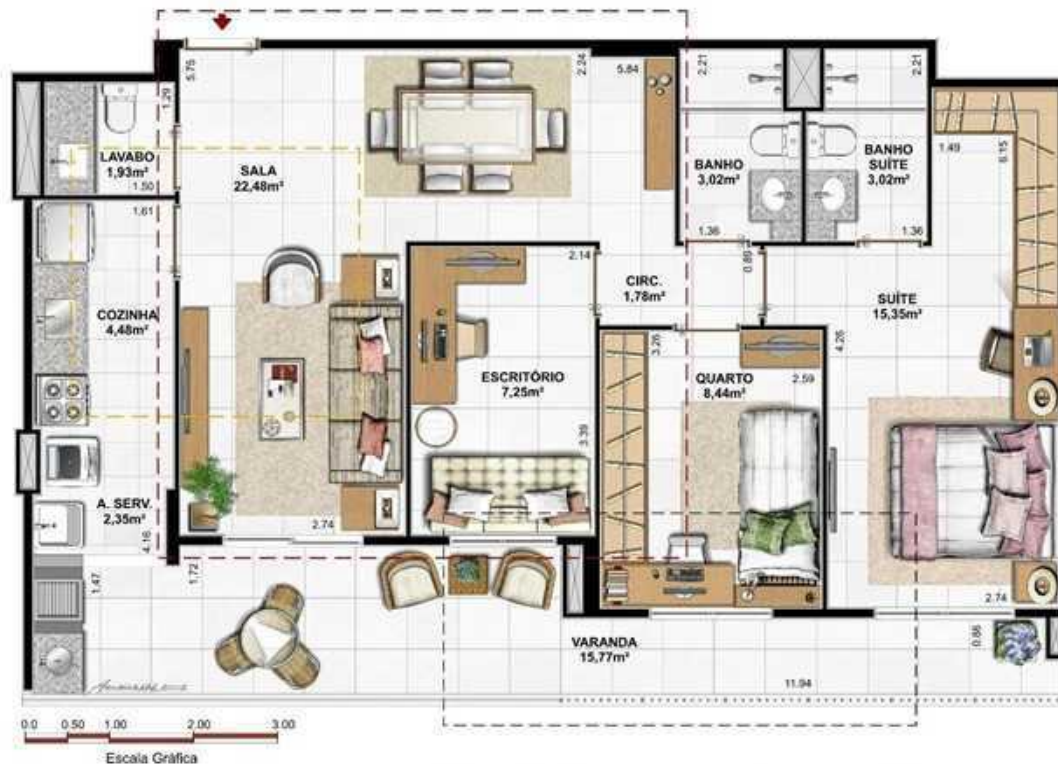 5.75
2.24
5.84
2.21
2.21
1.29
LAVABO
1,93m²
1.50
SALA
22,48m²
BANHO
3,02m²
BANHO
SUÍTE
3,02m²
1.49
6.15
1.61
1.36
1.36
2.14
0.89
CIRC.
1,78m²
SUÍTE
15,35m²
COZINHA
4,48m²
3.26
4.26
ESCRITÓRIO
7,25m²
QUARTO
8,44m²
2.59
3.39
A. SERV.
2,35m²
2.74
4.16
1.72
1.47
2.74
0.86
VARANDA
15,77m²
11.94
0.0 0.50 1.00 2.00 3.00
Escala Gráfica